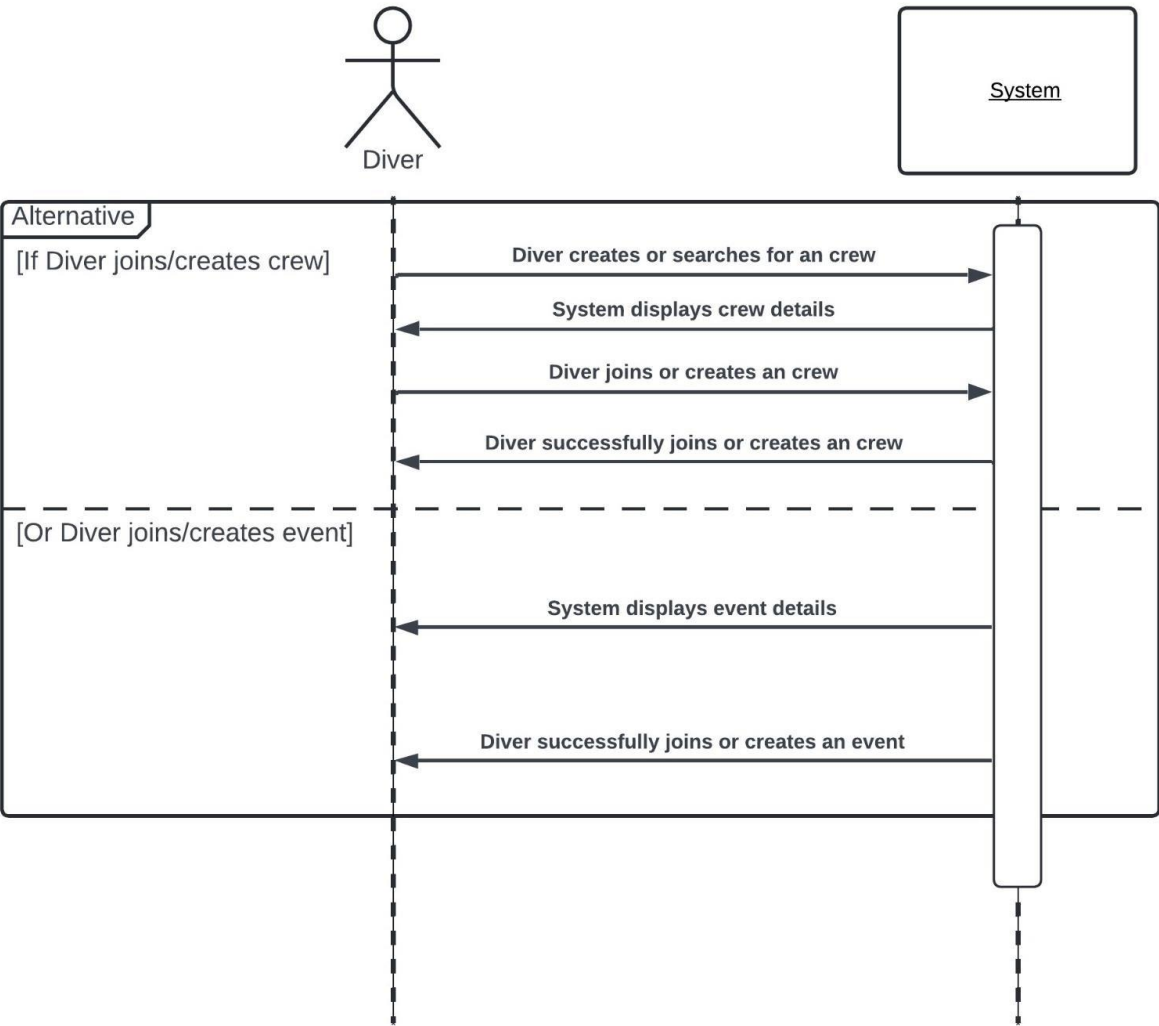 Diver
System
Alternative
[If Diver joins/creates crew]
Diver creates or searches for an crew
System displays crew details
Diver joins or creates an crew
Diver successfully joins or creates an crew
[Or Diver joins/creates event]
System displays event details
Diver successfully joins or creates an event